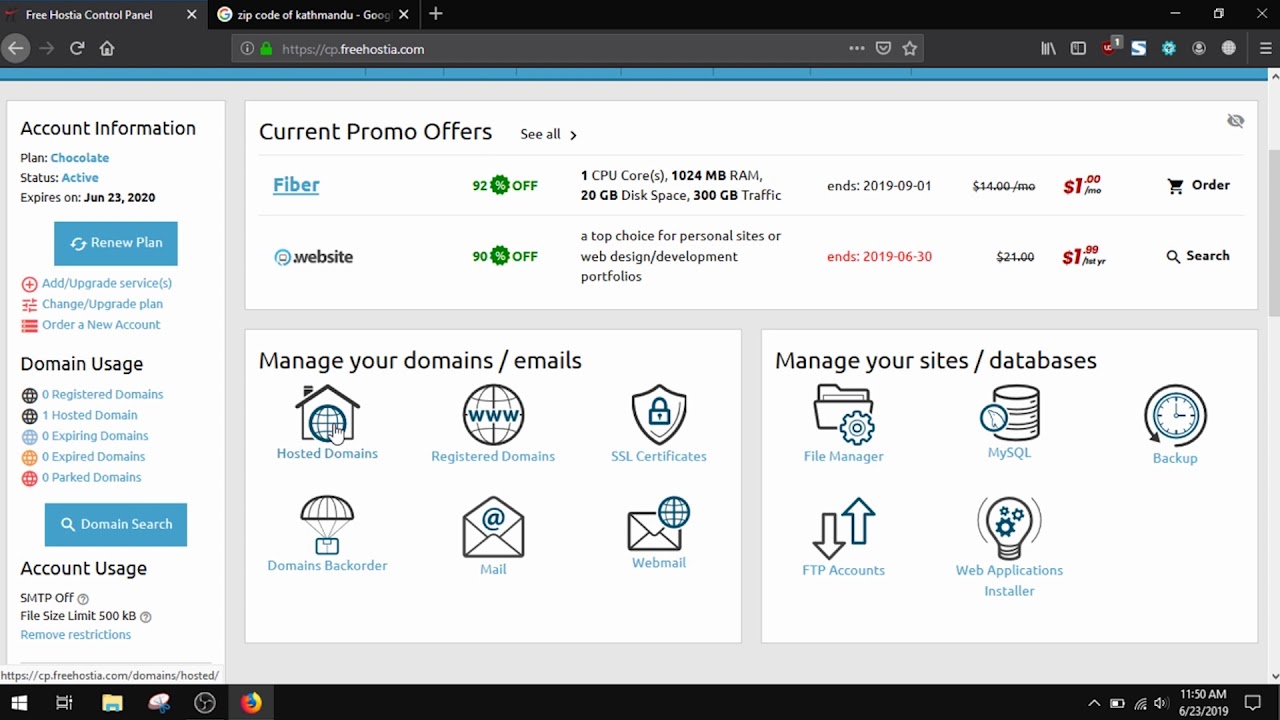 Free Hostia Control Panel
zip code of kathmandu - Goog
https://cp.freehostia.com
1
Account Information
Plan: Chocolate
Status: Active
Expires on: Jun 23, 2020
Renew Plan
Add/Upgrade service(s)
Change/Upgrade plan
Order a New Account
Domain Usage
0 Registered Domains
1 Hosted Domain
0 Expiring Domains
0 Expired Domains
0 Parked Domains
Domain Search
Account Usage
SMTP Off
File Size Limit 500 kB
Remove restrictions
Current Promo Offers See all
Fiber 92 % OFF 1 CPU Core(s), 1024 MB RAM,
20 GB Disk Space, 300 GB Traffic ends: 2019-09-01 $14.00 /mo $1.00 /mo Order
.website 90 % OFF a top choice for personal sites or
web design/development
portfolios ends: 2019-06-30 $21.00 $1.99 /1st yr Search
Manage your domains / emails
Hosted Domains
WWW
Registered Domains
SSL Certificates
Domains Backorder
@
Mail
Webmail
Manage your sites / databases
File Manager
MySQL
Backup
FTP Accounts
Web Applications
Installer
https://cp.freehostia.com/domains/hosted/
11:50 AM
6/23/2019